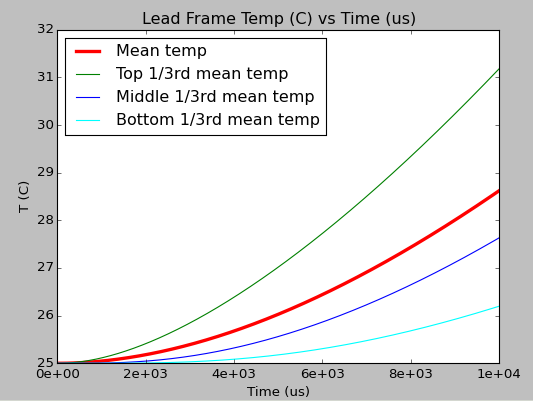 Lead Frame Temp (C) vs Time (us)
32
31
30
29
28
27
26
25
T (C)
Mean temp
Top 1/3rd mean temp
Middle 1/3rd mean temp
Bottom 1/3rd mean temp
0e+00 2e+03 4e+03 6e+03 8e+03 1e+04
Time (us)